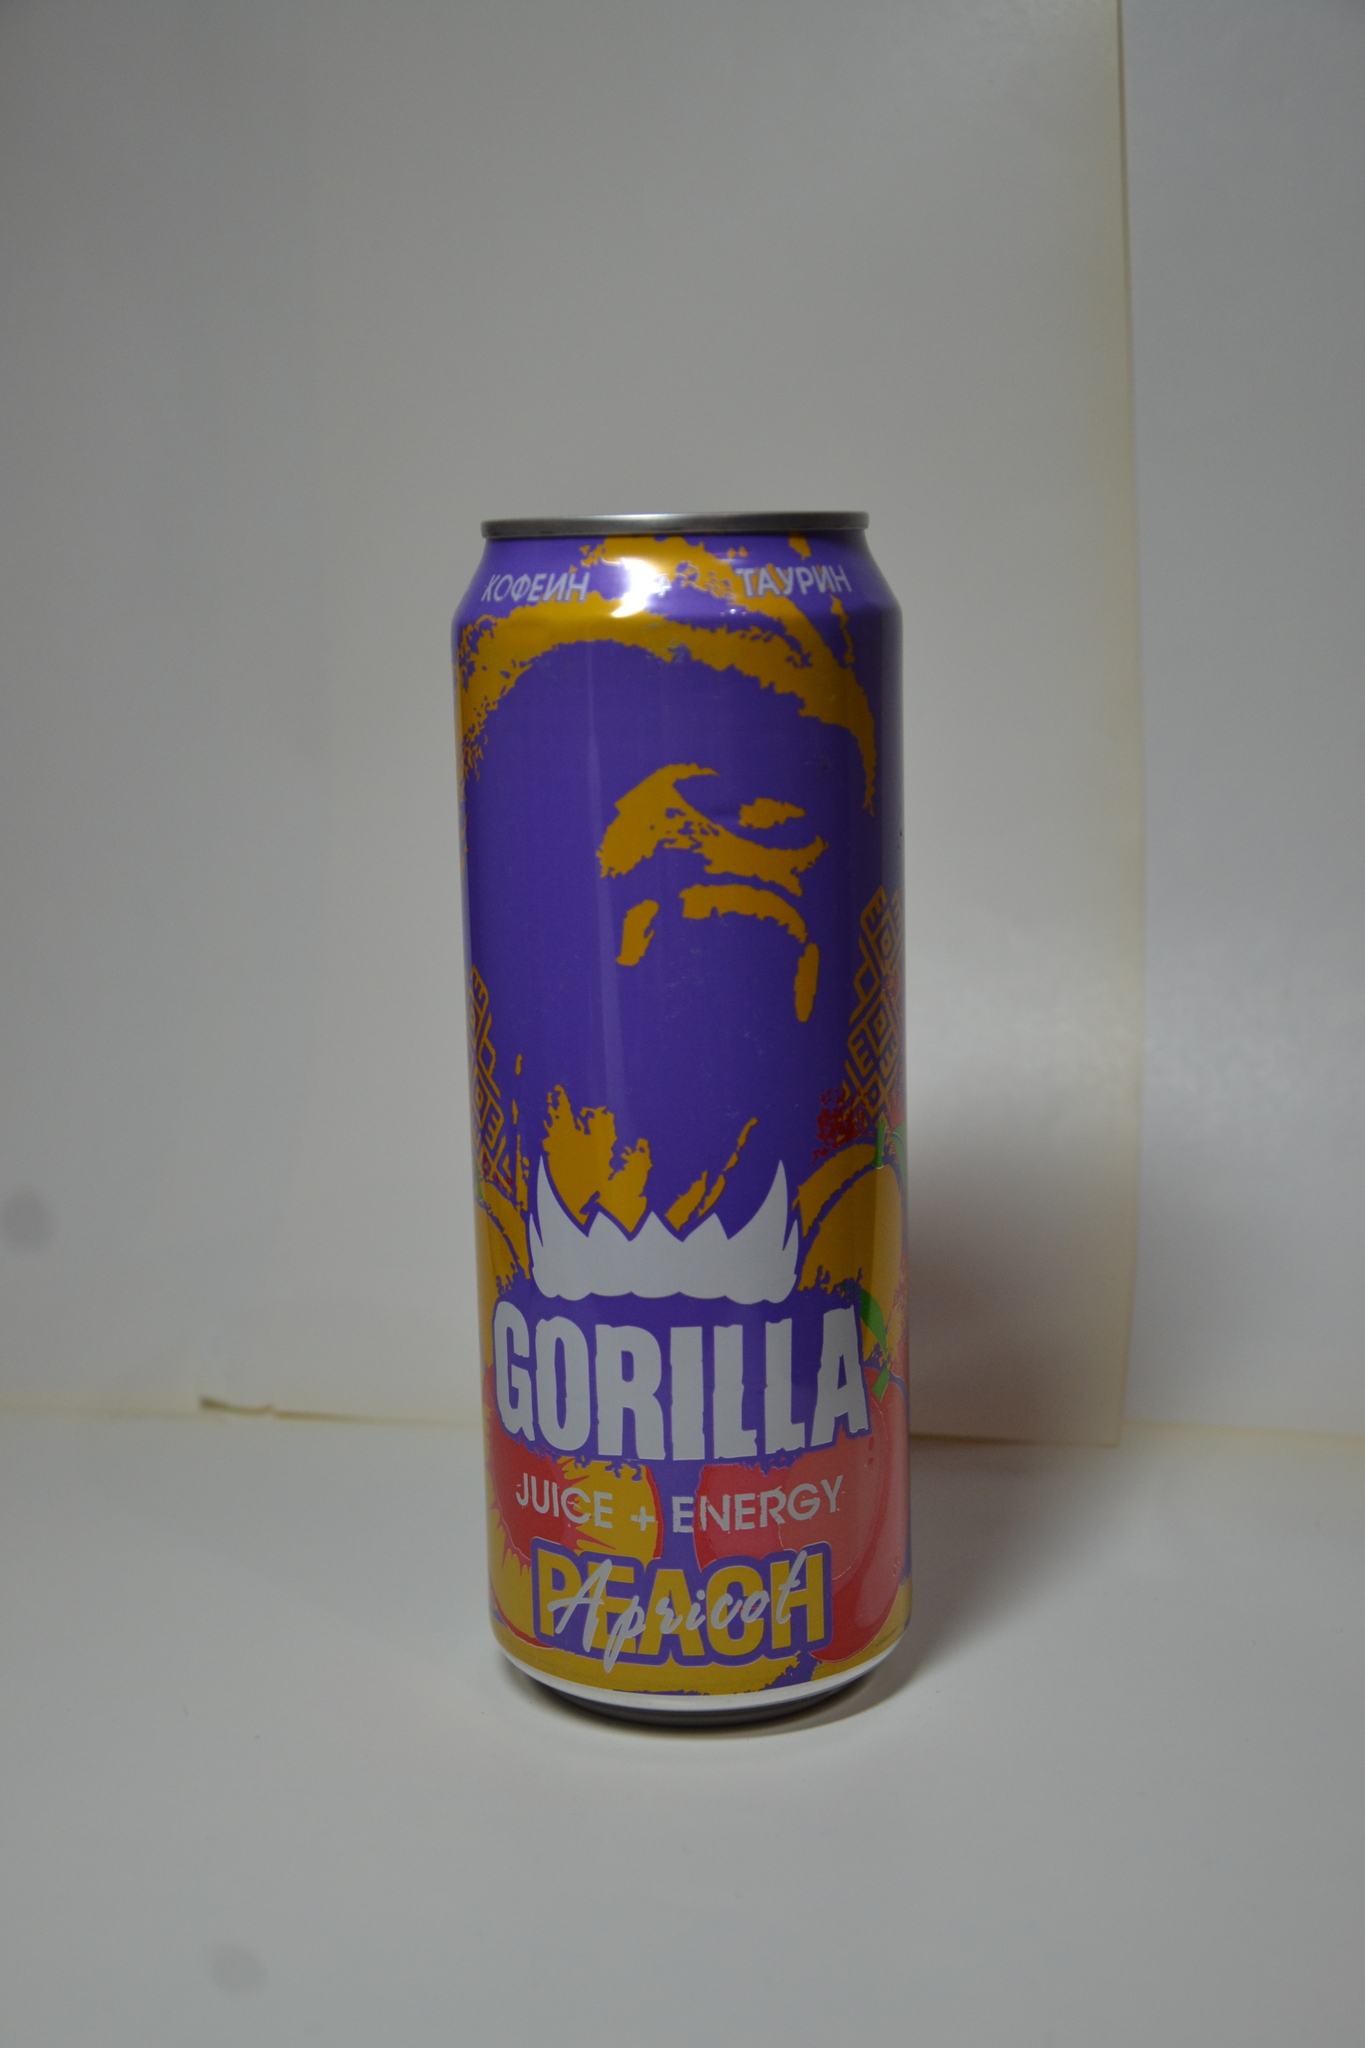 КОФЕИН + ТАУРИН
GORILLA
JUICE + ENERGY
PEACH
Apricot